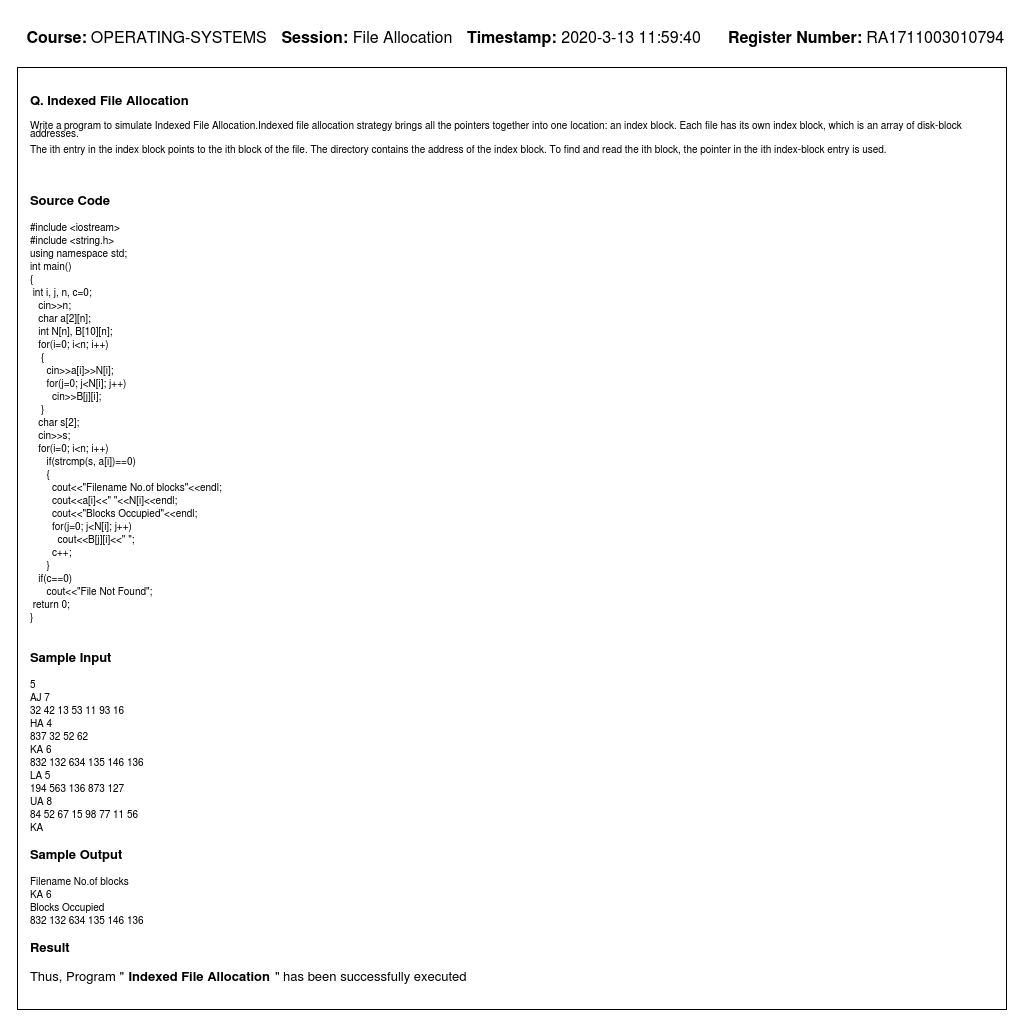 Course: OPERATING-SYSTEMS Session: File Allocation Timestamp: 2020-3-13 11:59:40 Register Number: RA1711003010794
Q. Indexed File Allocation
Write a program to simulate Indexed File Allocation.Indexed file allocation strategy brings all the pointers together into one location: an index block. Each file has its own index block, which is an array of disk-block
addresses.
The ith entry in the index block points to the ith block of the file. The directory contains the address of the index block. To find and read the ith block, the pointer in the ith index-block entry is used.
Source Code
#include <iostream>
#include <string.h>
using namespace std;
int main()
{
int i, j, n, c=0;
cin>>n;
char a[2][n];
int N[n], B[10][n];
for(i=0; i<n; i++)
{
cin>>a[i]>>N[i];
for(j=0; j<N[i]; j++)
cin>>B[j][i];
}
char s[2];
cin>>s;
for(i=0; i<n; i++)
if(strcmp(s, a[i])==0)
{
cout<<"Filename No.of blocks"<<endl;
cout<<a[i]<<" "<<N[i]<<endl;
cout<<"Blocks Occupied"<<endl;
for(j=0; j<N[i]; j++)
cout<<B[j][i]<<" ";
c++;
}
if(c==0)
cout<<"File Not Found";
return 0;
}
Sample Input
5
AJ 7
32 42 13 53 11 93 16
HA 4
837 32 52 62
KA 6
832 132 634 135 146 136
LA 5
194 563 136 873 127
UA 8
84 52 67 15 98 77 11 56
KA
Sample Output
Filename No.of blocks
KA 6
Blocks Occupied
832 132 634 135 146 136
Result
Thus, Program " Indexed File Allocation " has been successfully executed